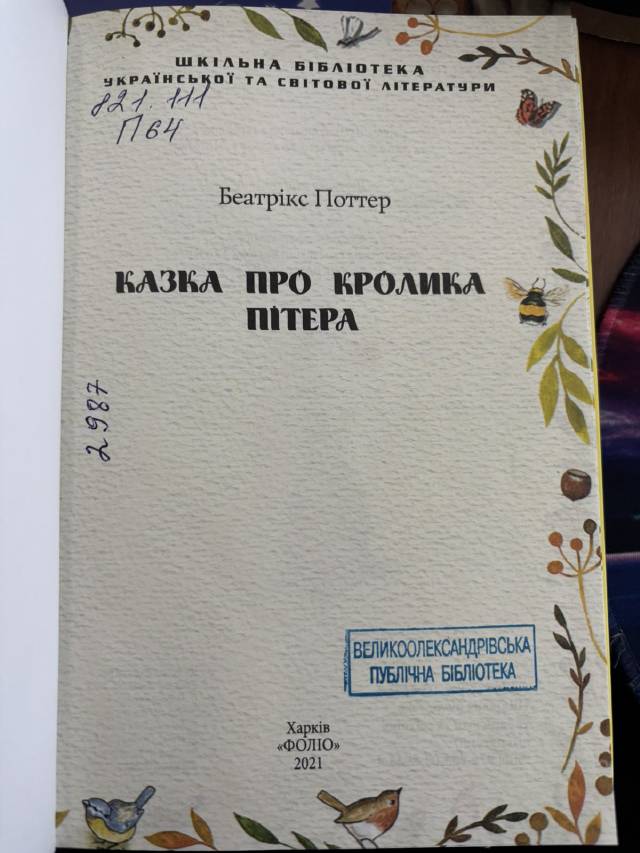 ШКІЛЬНА БІБЛІОТЕКА
УКРАЇНСЬКОЇ ТА СВІТОВОЇ ЛІТЕРАТУРИ
821.111
П64
Беатрікс Поттер
КАЗКА ПРО КРОЛИКА
ПІТЕРА
2987
ВЕЛИКООЛЕКСАНДРІВСЬКА
ПУБЛІЧНА БІБЛІОТЕКА
Харків
«ФОЛІО»
2021